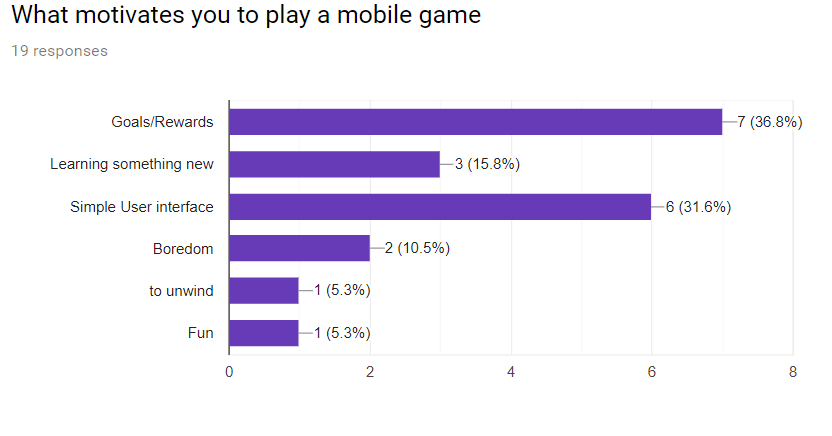 What motivates you to play a mobile game
19 responses
Goals/Rewards 7 (36.8%)
Learning something new 3 (15.8%)
Simple User interface 6 (31.6%)
Boredom 2 (10.5%)
to unwind 1 (5.3%)
Fun 1 (5.3%)
0 2 4 6 8